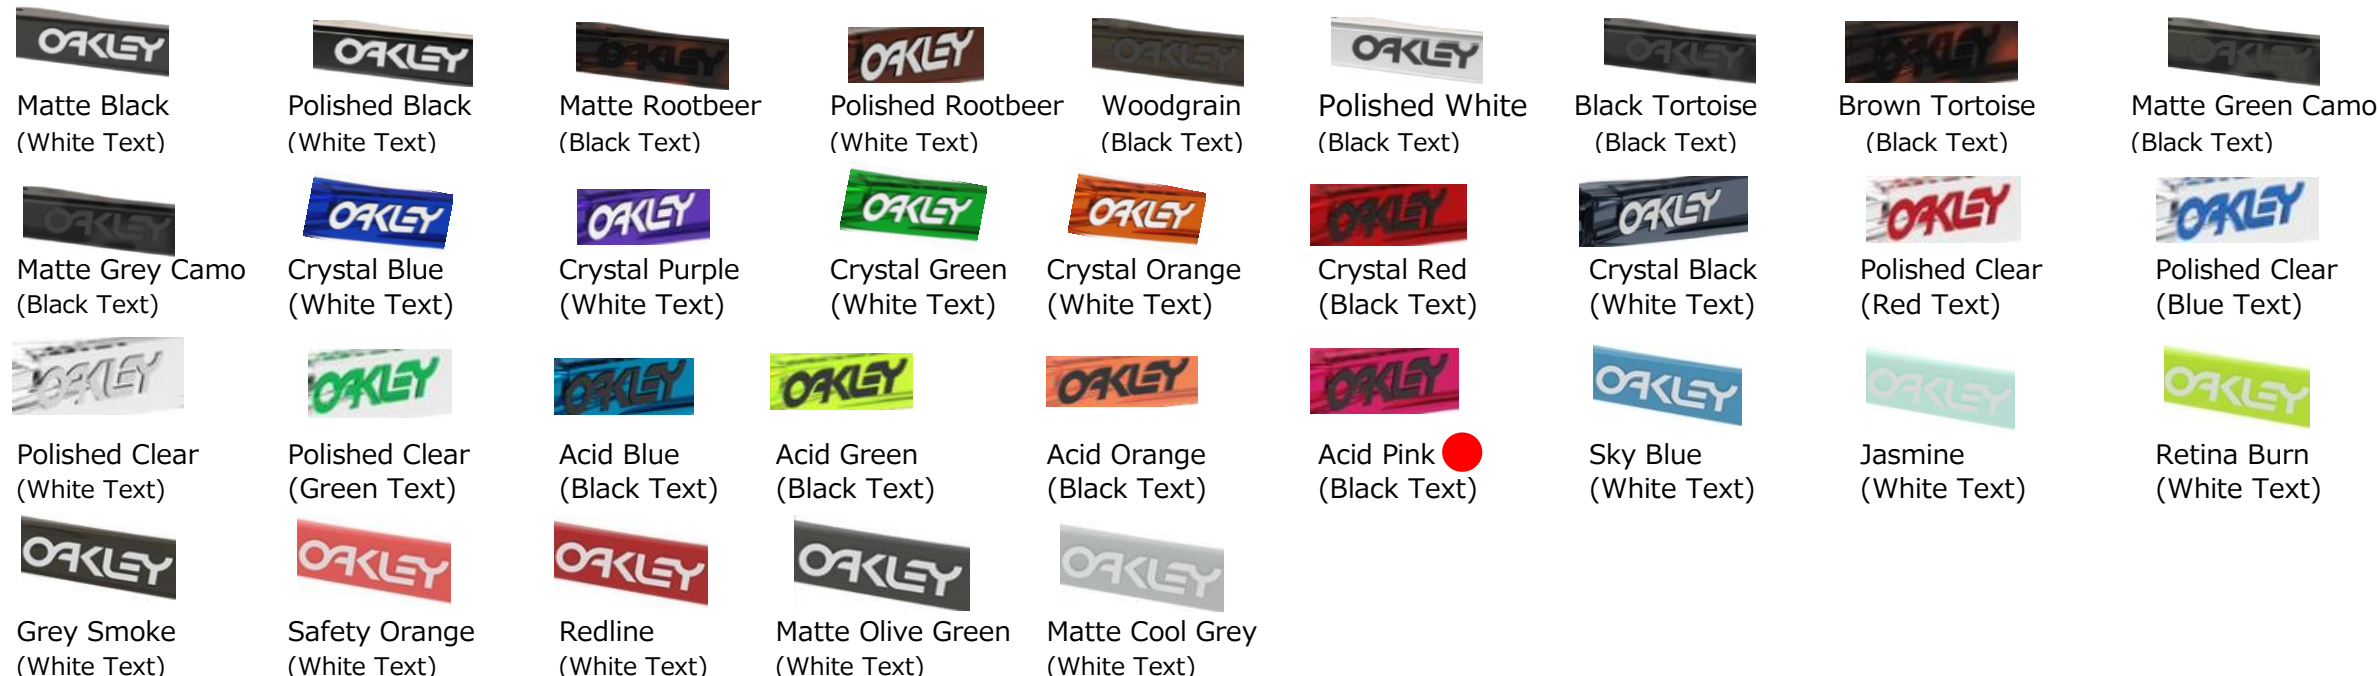 OAKLEY OAKLEY OAKLEY OAKLEY OAKLEY OAKLEY OAKLEY OAKLEY OAKLEY
Matte Black Polished Black Matte Rootbeer Polished Rootbeer Woodgrain Polished White Black Tortoise Brown Tortoise Matte Green Camo
(White Text) (White Text) (Black Text) (White Text) (Black Text) (Black Text) (Black Text) (Black Text) (Black Text)
OAKLEY OAKLEY OAKLEY OAKLEY OAKLEY OAKLEY OAKLEY OAKLEY OAKLEY
Matte Grey Camo Crystal Blue Crystal Purple Crystal Green Crystal Orange Crystal Red Crystal Black Polished Clear Polished Clear
(Black Text) (White Text) (White Text) (White Text) (White Text) (Black Text) (White Text) (Red Text) (Blue Text)
OAKLEY OAKLEY OAKLEY OAKLEY OAKLEY OAKLEY OAKLEY OAKLEY OAKLEY
Polished Clear Polished Clear Acid Blue Acid Green Acid Orange Acid Pink Sky Blue Jasmine Retina Burn
(White Text) (Green Text) (Black Text) (Black Text) (Black Text) (Black Text) (White Text) (White Text) (White Text)
OAKLEY OAKLEY OAKLEY OAKLEY OAKLEY
Grey Smoke Safety Orange Redline Matte Olive Green Matte Cool Grey
(White Text) (White Text) (White Text) (White Text) (White Text)